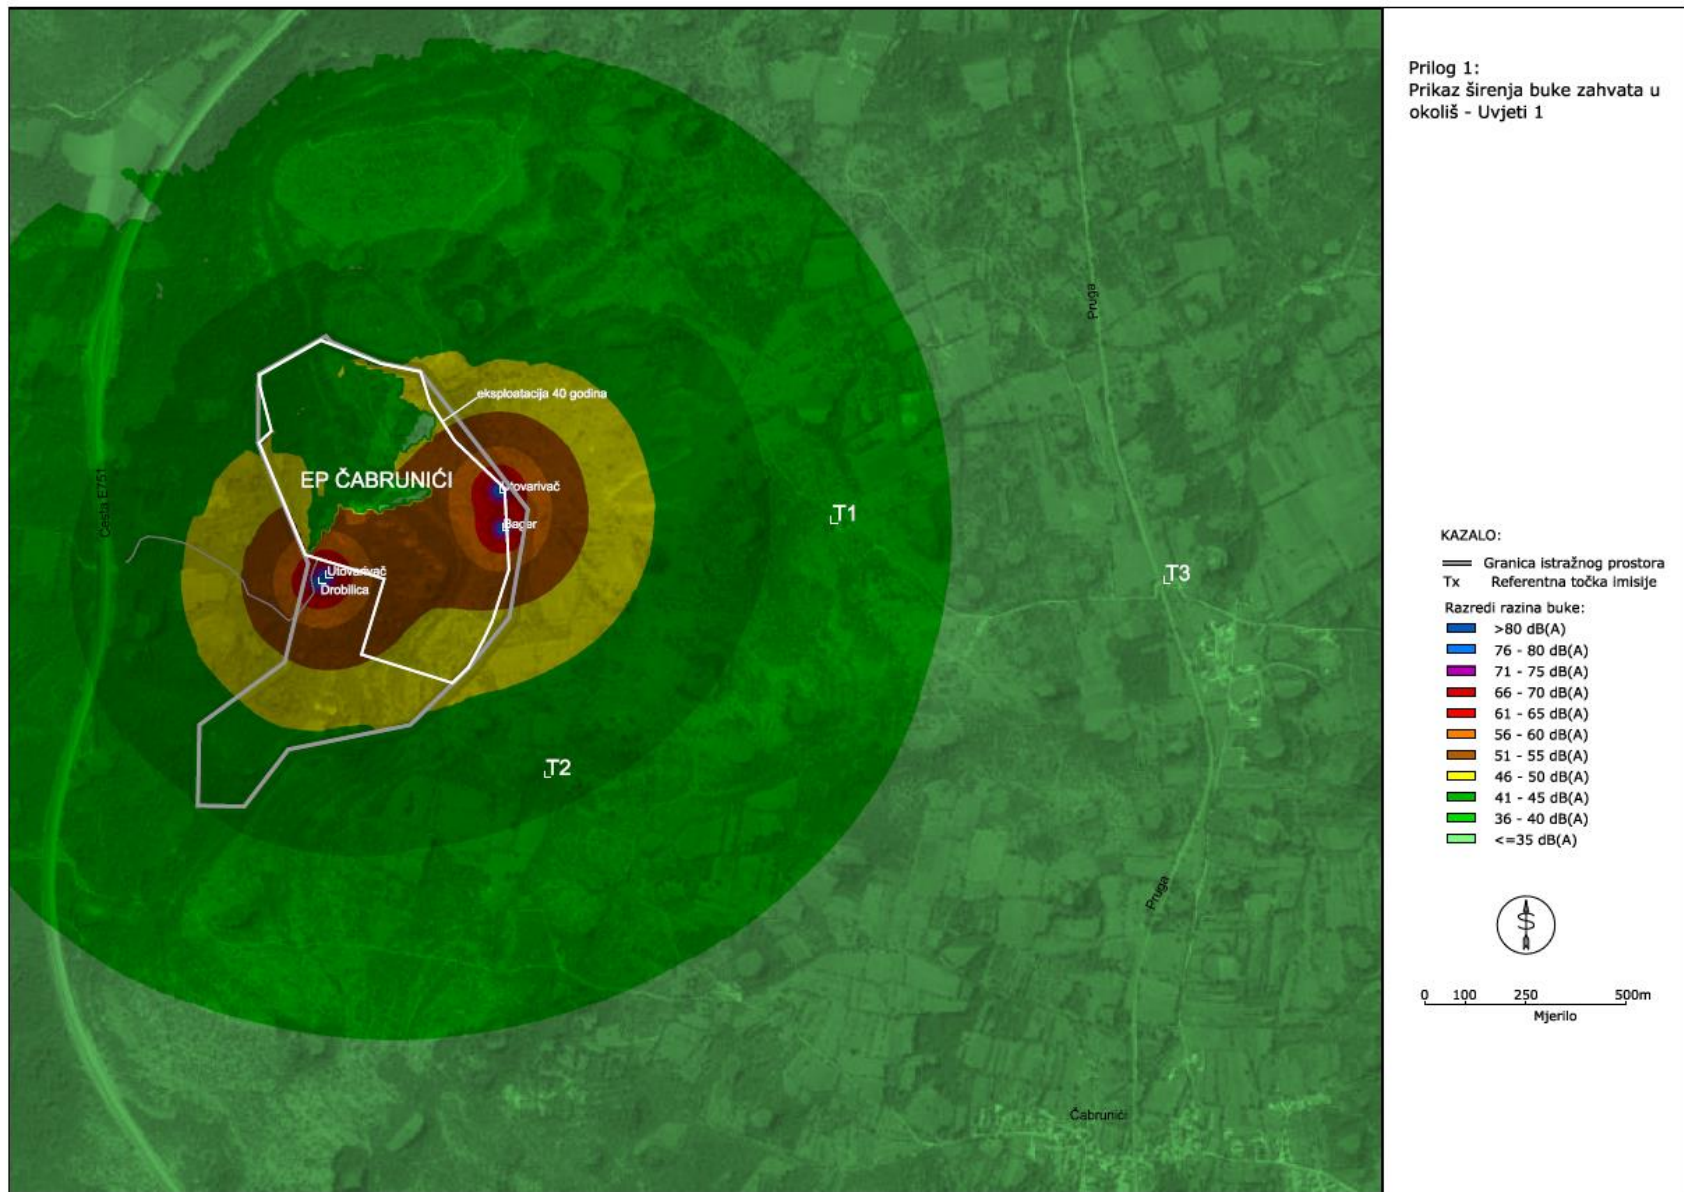 Prilog 1:
Prikaz širenja buke zahvata u
okoliš - Uvjeti 1
Pruga
eksploatacija 40 godina
EP ČABRUNIĆI
Utovarivač
Bager
Cesta E751
T1
Utovarivač
Drobilica
T3
T2
Pruga
Čabrunići
KAZALO:
Granica istražnog prostora
Tx Referentna točka imisije
Razredi razina buke:
>80 dB(A)
76 - 80 dB(A)
71 - 75 dB(A)
66 - 70 dB(A)
61 - 65 dB(A)
56 - 60 dB(A)
51 - 55 dB(A)
46 - 50 dB(A)
41 - 45 dB(A)
36 - 40 dB(A)
<=35 dB(A)
S
0 100 250 500m
Mjerilo